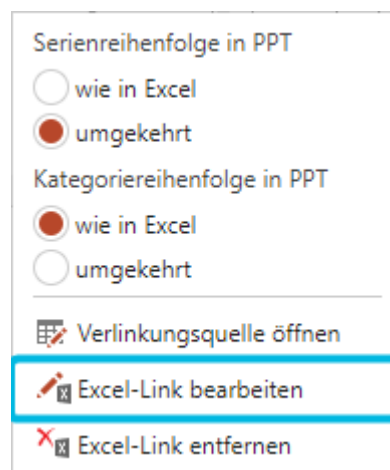 Serienreihenfolge in PPT
wie in Excel
umgekehrt
Kategoriereihenfolge in PPT
wie in Excel
umgekehrt
Verlinkungsquelle öffnen
Excel-Link bearbeiten
Excel-Link entfernen